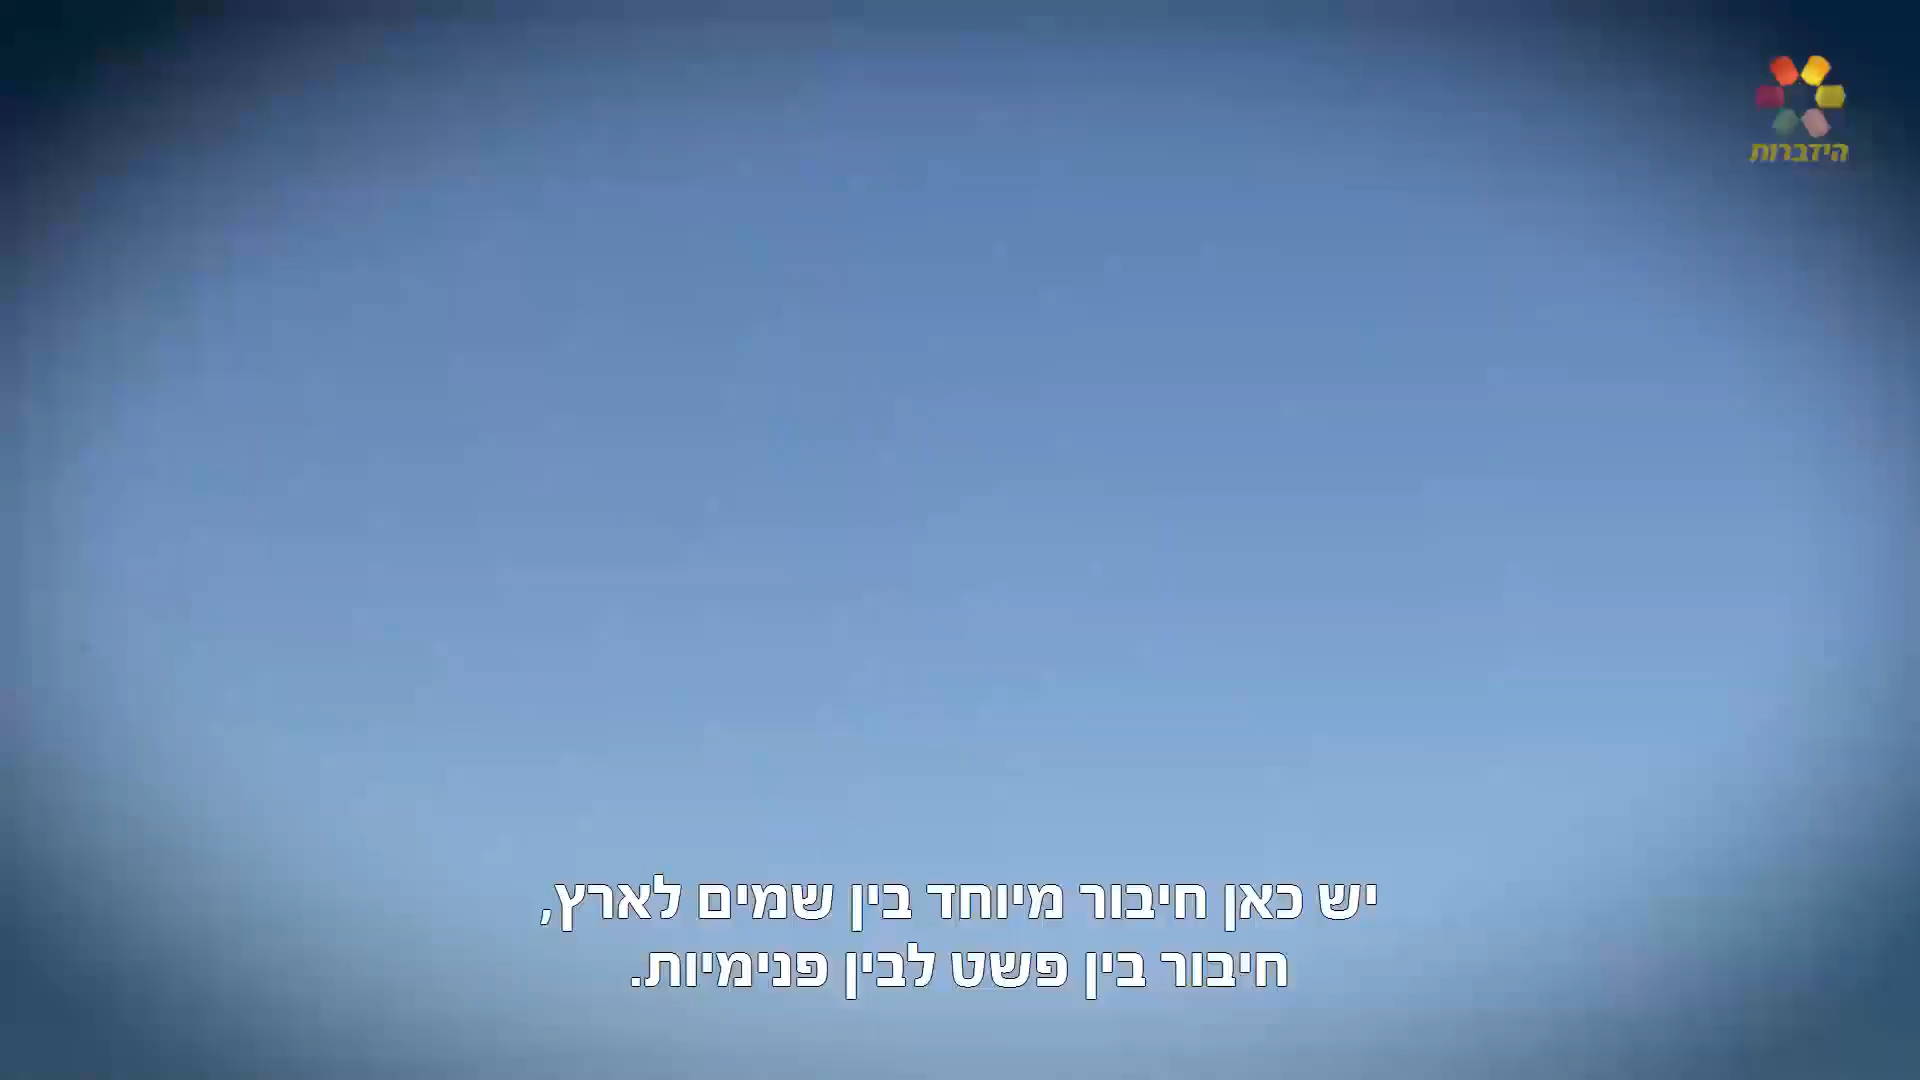 הידברות
יש כאן חיבור מיוחד בין שמים לארץ,
חיבור בין פשט לבין פנימיות.